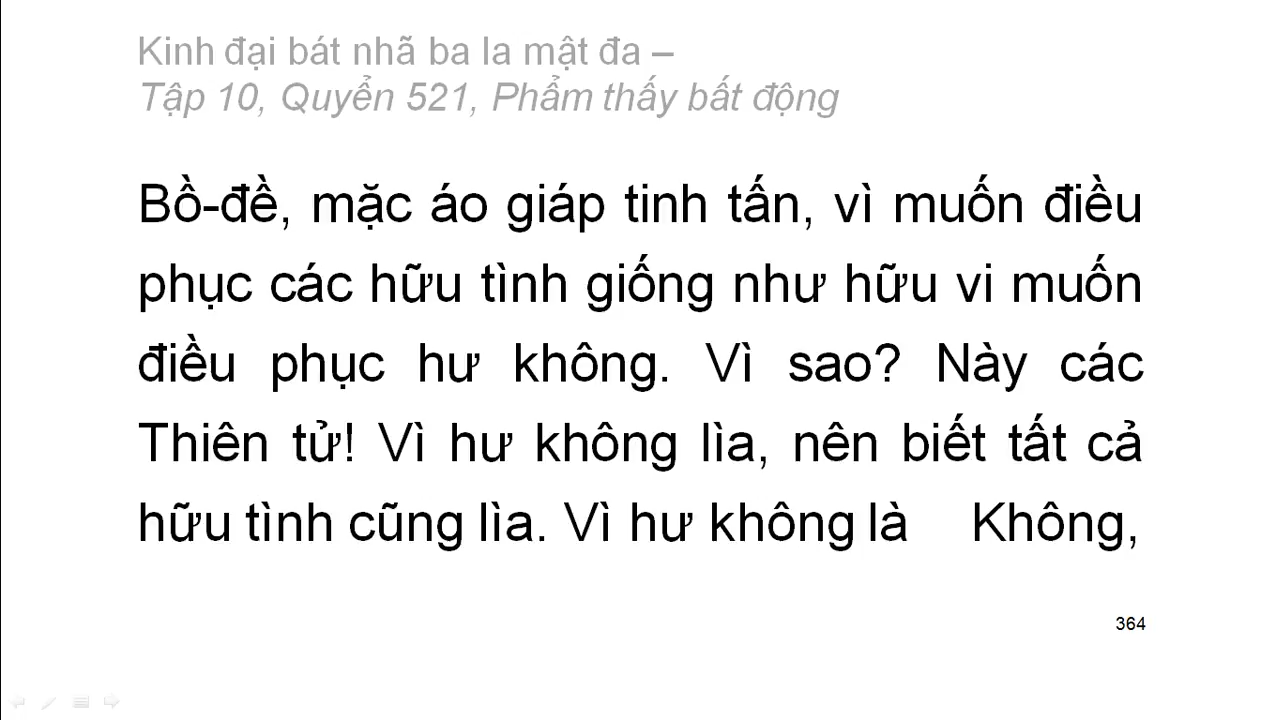 Kinh đại bát nhã ba la mật đa –
Tập 10, Quyển 521, Phẩm thấy bất động
Bồ-đề, mặc áo giáp tinh tấn, vì muốn điều
phục các hữu tình giống như hữu vi muốn
điều phục hư không. Vì sao? Này các
Thiên tử! Vì hư không lìa, nên biết tất cả
hữu tình cũng lìa. Vì hư không là Không,
364